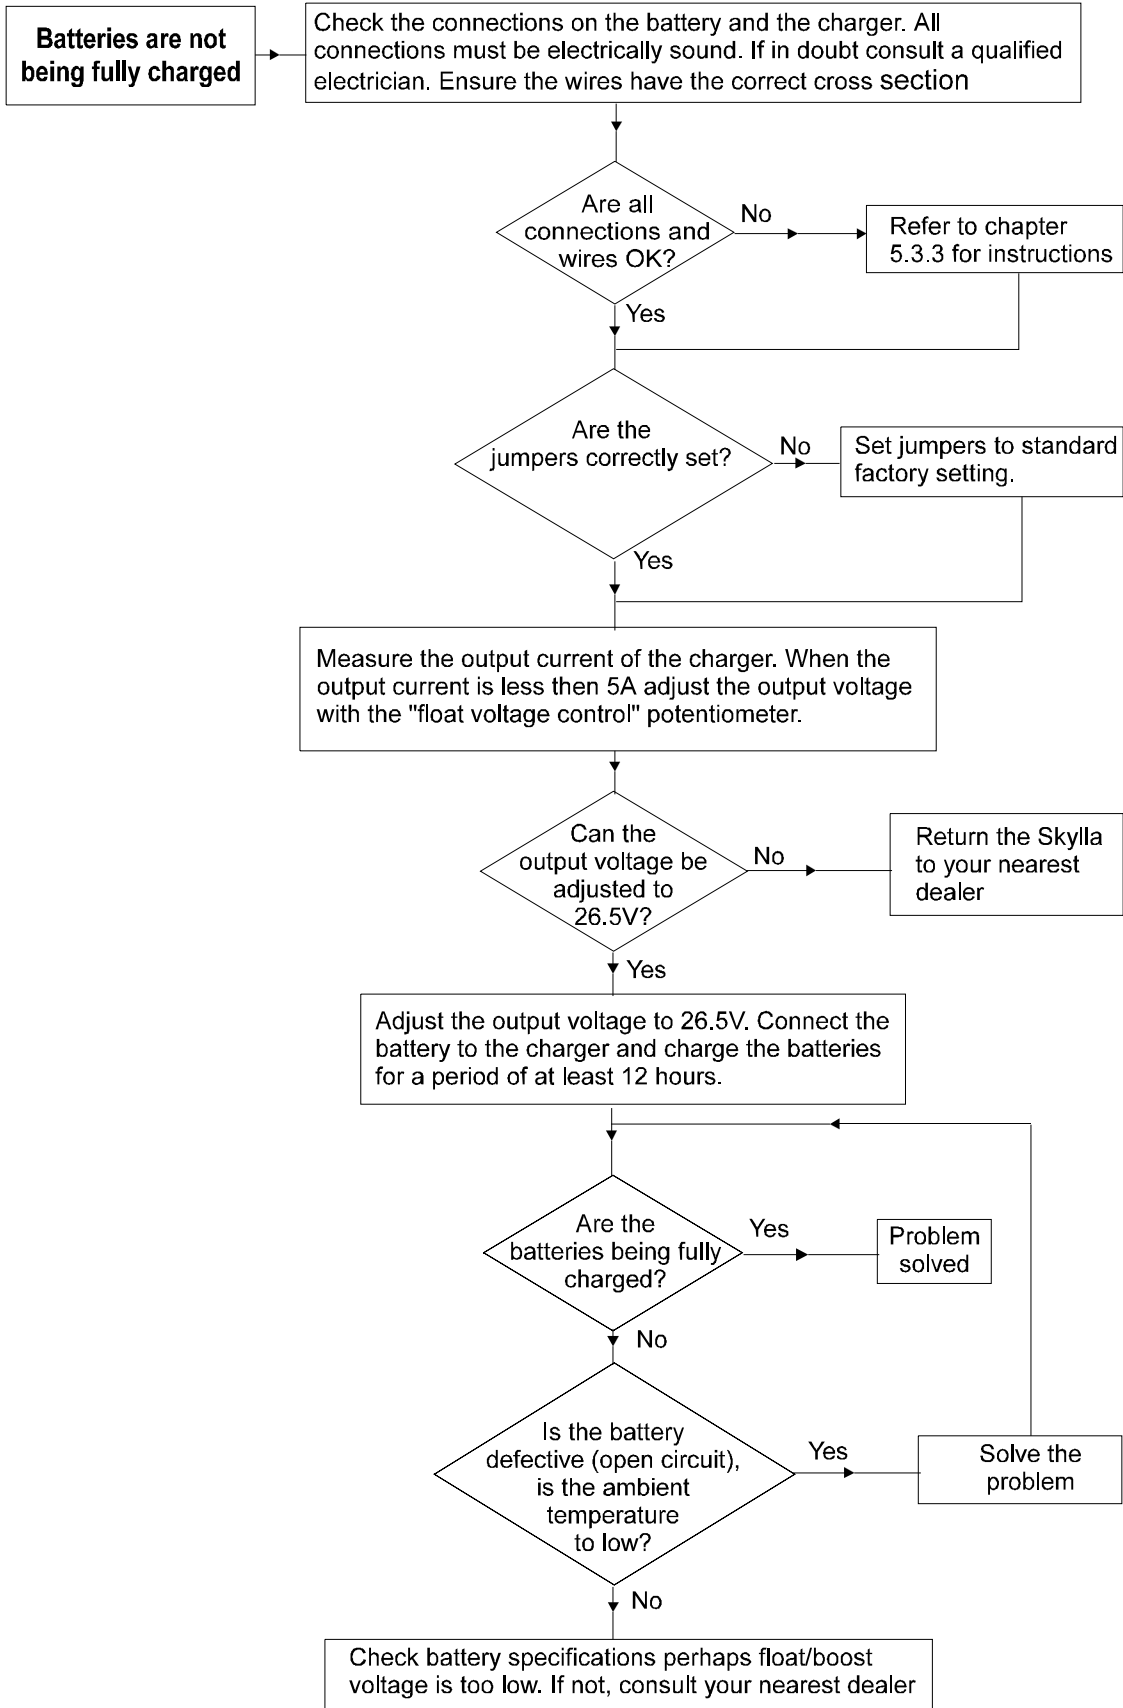 Batteries are not
being fully charged
Check the connections on the battery and the charger. All
connections must be electrically sound. If in doubt consult a qualified
electrician. Ensure the wires have the correct cross section
Are all
connections and
wires OK?
No
Refer to chapter
5.3.3 for instructions
Yes
Are the
jumpers correctly set?
No
Set jumpers to standard
factory setting.
Yes
Measure the output current of the charger. When the
output current is less then 5A adjust the output voltage
with the "float voltage control" potentiometer.
Can the
output voltage be
adjusted to
26.5V?
No
Return the Skylla
to your nearest
dealer
Yes
Adjust the output voltage to 26.5V. Connect the
battery to the charger and charge the batteries
for a period of at least 12 hours.
Are the
batteries being fully
charged?
Yes
Problem
solved
No
Is the battery
defective (open circuit),
is the ambient
temperature
to low?
Yes
Solve the
problem
No
Check battery specifications perhaps float/boost
voltage is too low. If not, consult your nearest dealer